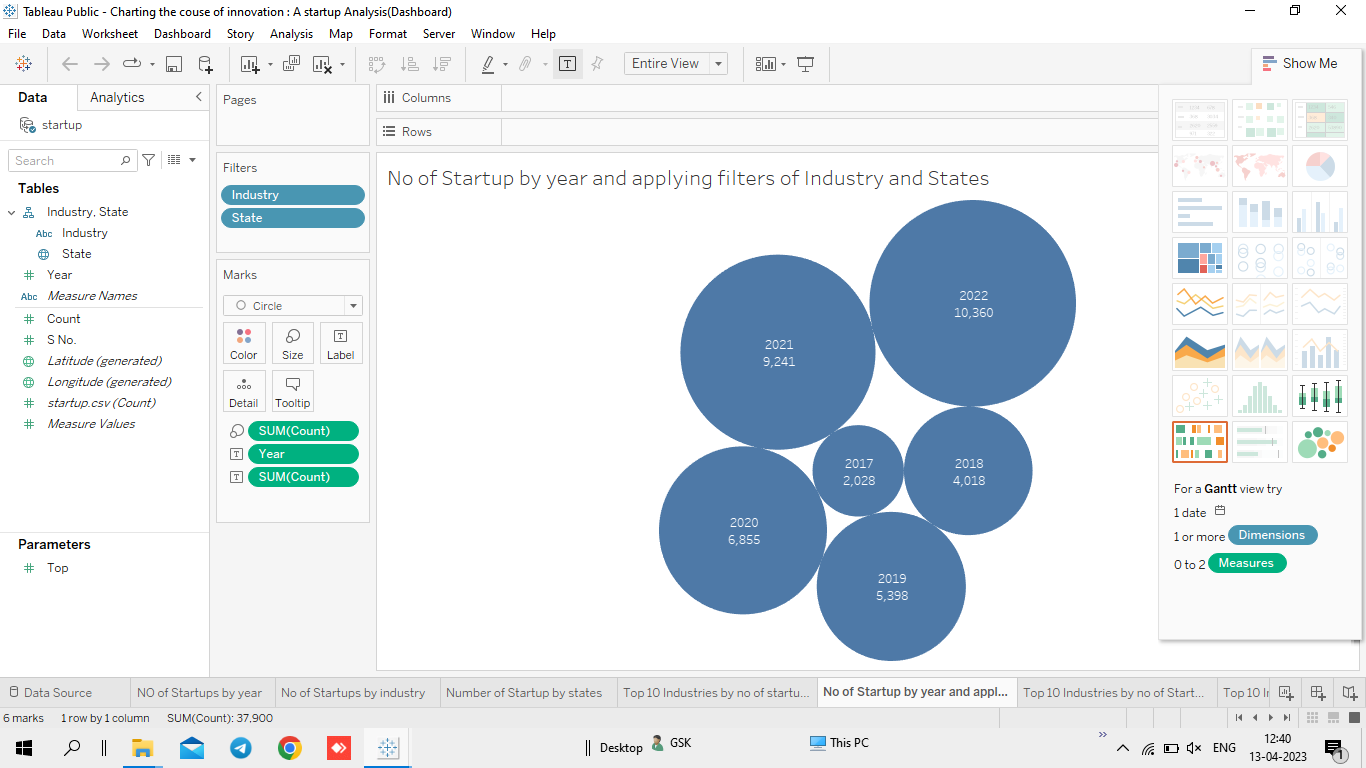 Tableau Public - Charting the couse of innovation : A startup Analysis(Dashboard)
File Data Worksheet Dashboard Story Analysis Map Format Server Window Help
Entire View
Show Me
Data Analytics
startup
Search
Tables
Industry, State
Abc Industry
State
Year
Abc Measure Names
Count
S No.
Latitude (generated)
Longitude (generated)
startup.csv (Count)
Measure Values
Parameters
Top
Pages
Filters
Industry
State
Marks
Circle
Color Size Label
Detail Tooltip
SUM(Count)
Year
SUM(Count)
Columns
Rows
No of Startup by year and applying filters of Industry and States
2022
10,360
2021
9,241
2017
2,028
2018
4,018
2020
6,855
2019
5,398
For a Gantt view try
1 date
1 or more Dimensions
0 to 2 Measures
Data Source NO of Startups by year No of Startups by industry Number of Startup by states Top 10 Industries by no of startu... No of Startup by year and appl... Top 10 Industries by no of Start... Top 10 I
6 marks 1 row by 1 column SUM(Count): 37,900
Desktop GSK This PC ENG 12:40
13-04-2023
1